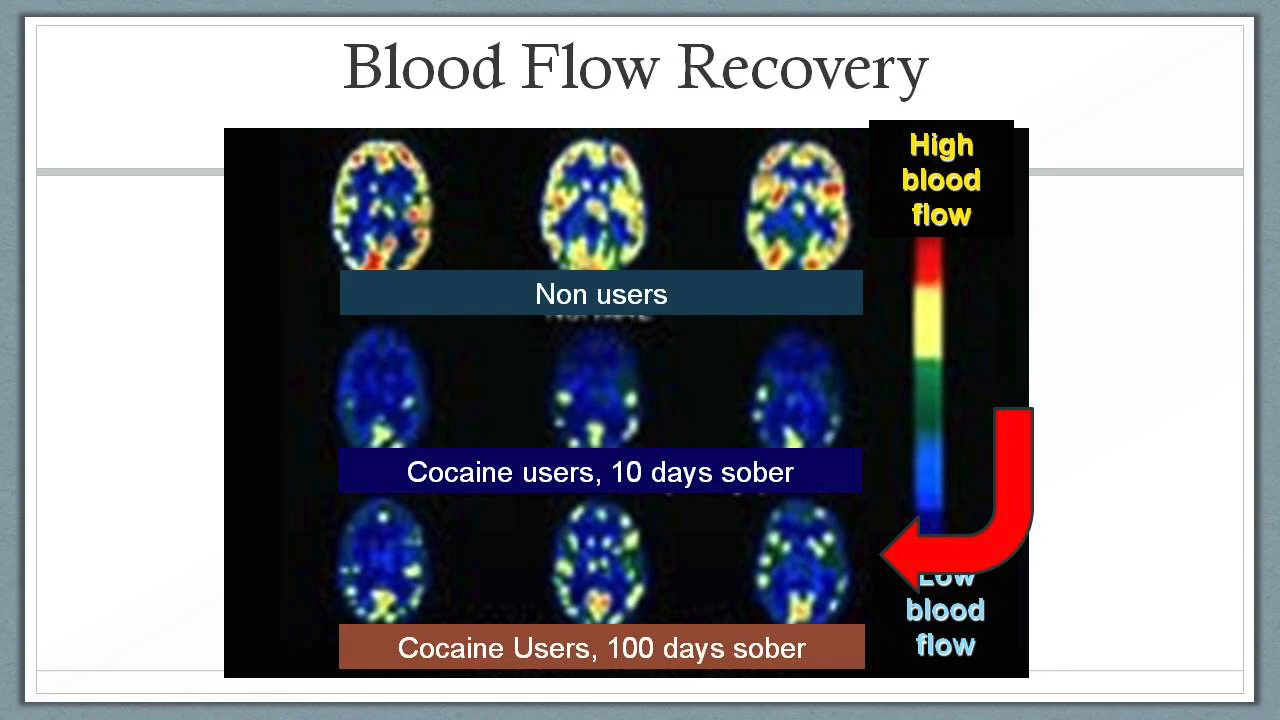 Blood Flow Recovery
High
blood
flow
Non users
Cocaine users, 10 days sober
Cocaine Users, 100 days sober
Low
blood
flow